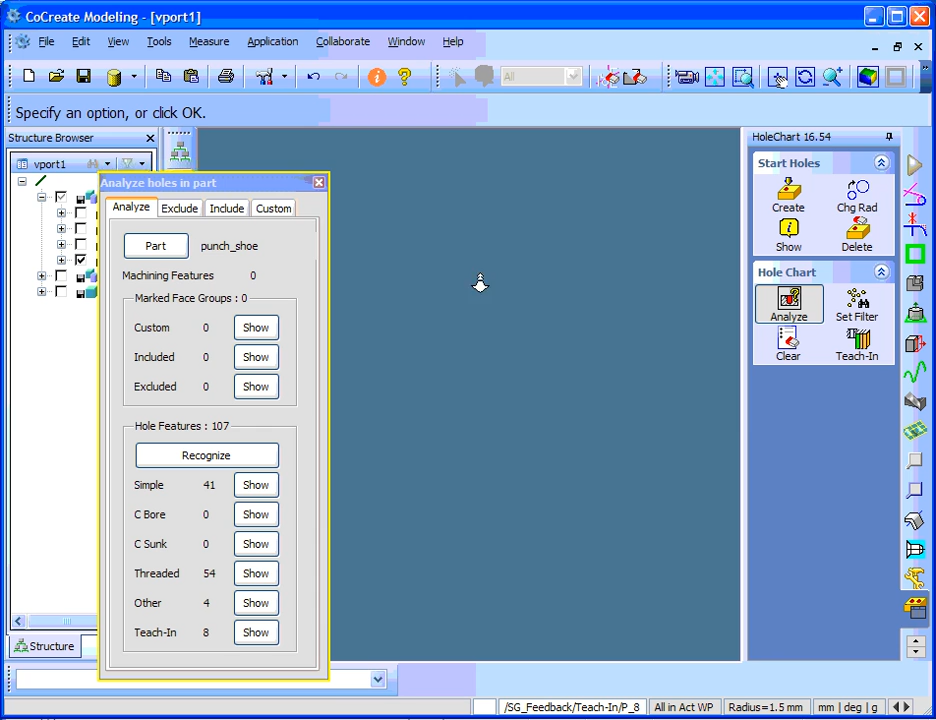 CoCreate Modeling - [vport1]
File Edit View Tools Measure Application Collaborate Window Help
All
Specify an option, or click OK.
Structure Browser
vport1
Analyze holes in part
Analyze Exclude Include Custom
Part punch_shoe
Machining Features 0
Marked Face Groups : 0
Custom 0 Show
Included 0 Show
Excluded 0 Show
Hole Features : 107
Recognize
Simple 41 Show
C Bore 0 Show
C Sunk 0 Show
Threaded 54 Show
Other 4 Show
Teach-In 8 Show
Structure
HoleChart 16.54
Start Holes
Create Chg Rad
Show Delete
Hole Chart
Analyze Set Filter
Clear Teach-In
/SG_Feedback/Teach-In/P_8 All in Act WP Radius=1.5 mm mm | deg | g